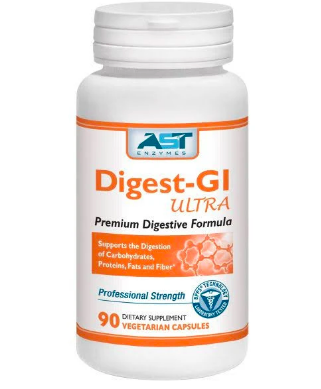 AST
ENZYMES
Digest-GI
ULTRA
Premium Digestive Formula
Supports the Digestion
of Carbohydrates,
Proteins, Fats and Fiber*
Professional Strength
90 DIETARY SUPPLEMENT
VEGETARIAN CAPSULES